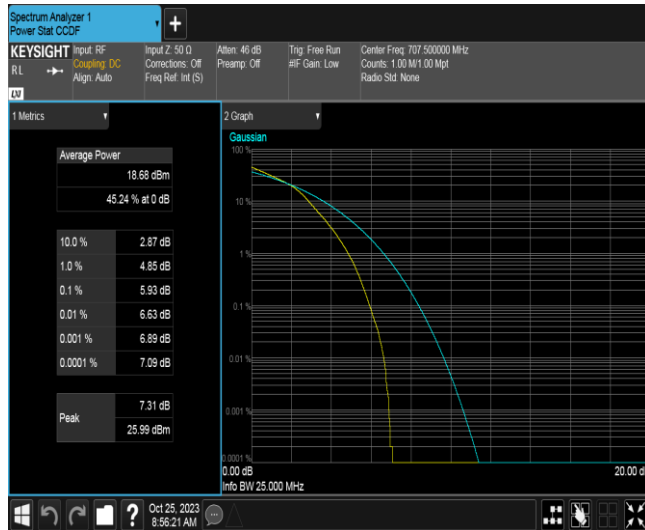 Spectrum Analyzer 1
Power Stat CCDF
+
KEYSIGHT
RL
LXI
Input: RF
Coupling: DC
Align: Auto
Input Z: 50 Ω
Corrections: Off
Freq Ref: Int (S)
Atten: 46 dB
Preamp: Off
Trig: Free Run
#IF Gain: Low
Center Freq: 707.500000 MHz
Counts: 1.00 M/1.00 Mpt
Radio Std: None
1 Metrics
Average Power
18.68 dBm
45.24 % at 0 dB
10.0 % 2.87 dB
1.0 % 4.85 dB
0.1 % 5.93 dB
0.01 % 6.63 dB
0.001 % 6.89 dB
0.0001 % 7.09 dB
Peak
7.31 dB
25.99 dBm
2 Graph
Gaussian
100 %
10 %
1 %
0.1 %
0.01 %
0.001 %
0.0001 %
0.00 dB 20.00 d
Info BW 25.000 MHz
?
Oct 25, 2023
8:56:21 AM